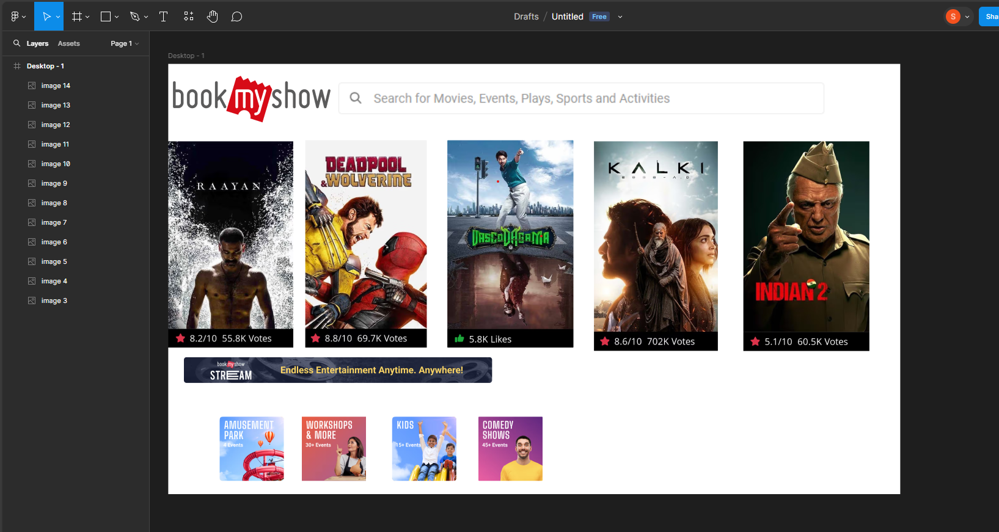 Drafts / Untitled Free
S
Sha
Layers Assets Page 1
Desktop - 1
image 14
image 13
image 12
image 11
image 10
image 9
image 8
image 7
image 6
image 5
image 4
image 3
Desktop - 1
bookmyshow
Search for Movies, Events, Plays, Sports and Activities
RAAYAN
8.2/10 55.8K Votes
DEADPOOL
& WOLVERINE
8.8/10 69.7K Votes
VASCODAGAMA
5.8K Likes
KALKI
2898-A.D
8.6/10 702K Votes
INDIAN 2
5.1/10 60.5K Votes
bookmyshow
STREAM
Endless Entertainment Anytime. Anywhere!
AMUSEMENT
PARK
4 Events
WORKSHOPS
& MORE
30+ Events
KIDS
15+ Events
COMEDY
SHOWS
45+ Events